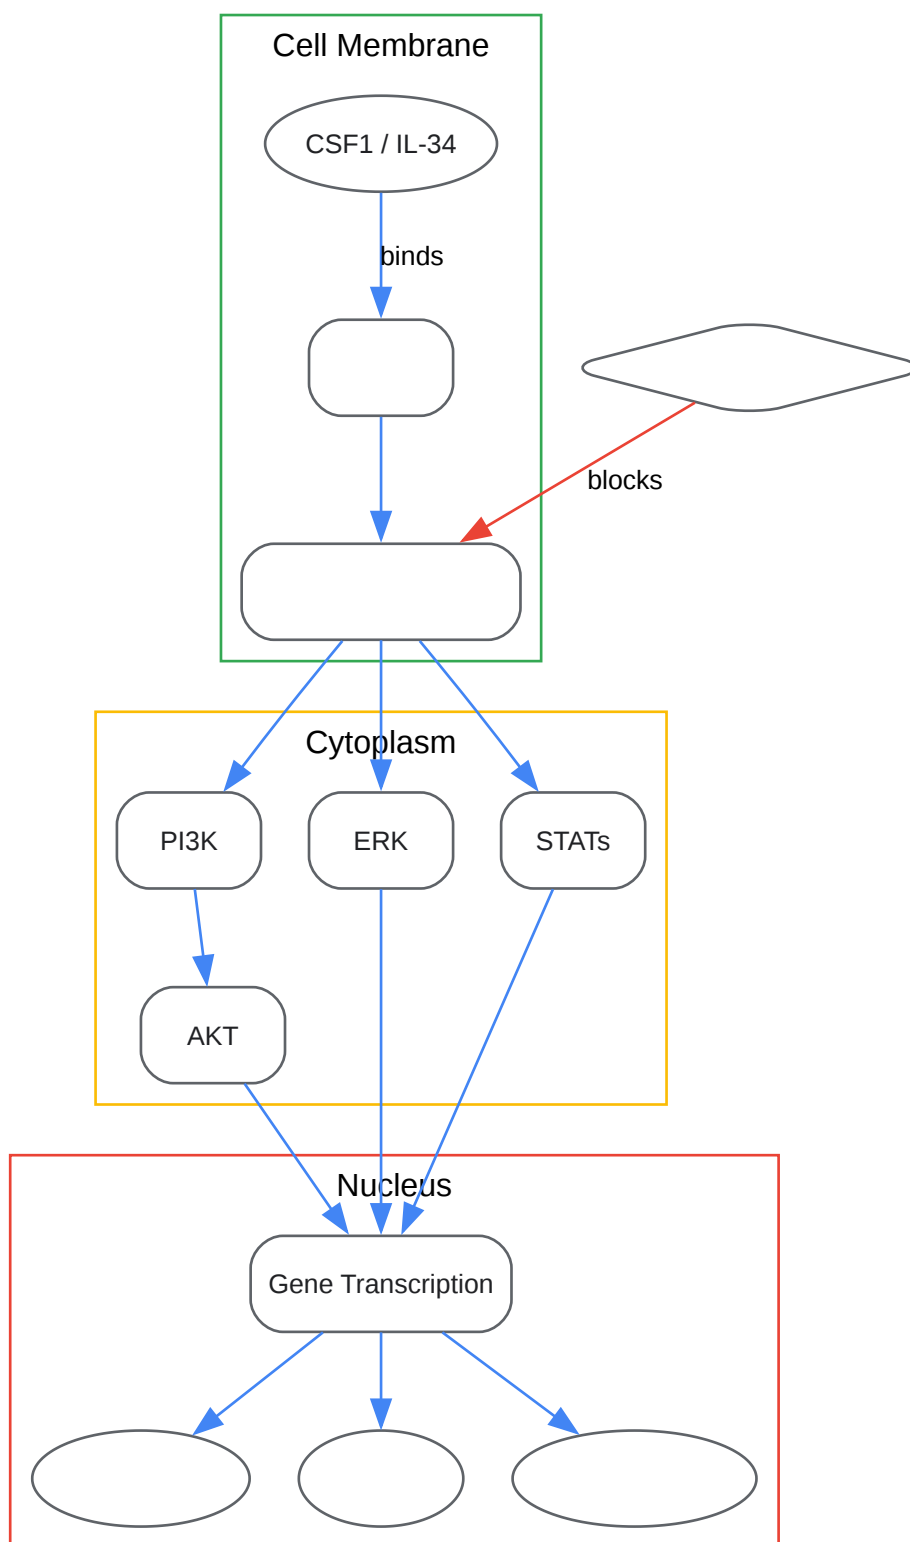 Cell Membrane
CSF1 / IL-34
binds
blocks
Cytoplasm
PI3K
ERK
STATs
AKT
Nucleus
Gene Transcription